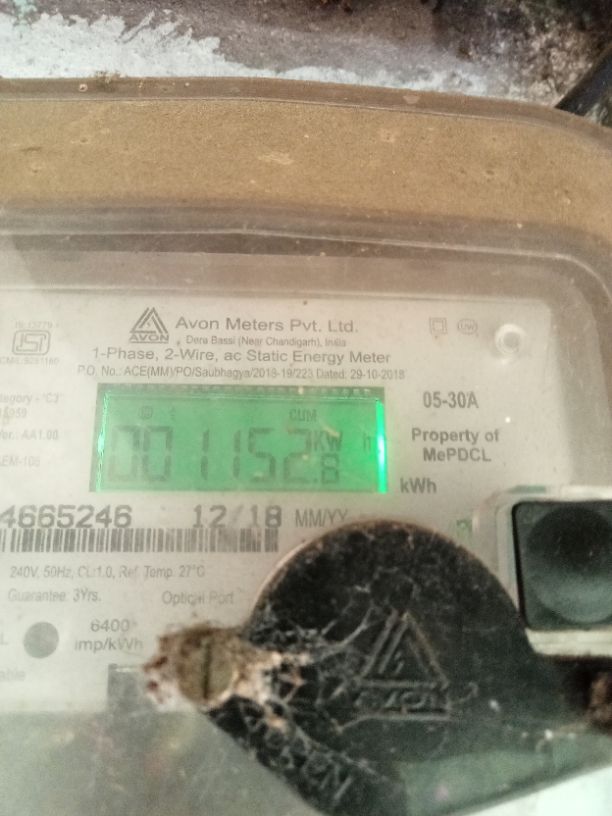 Avon Meters Pvt. Ltd.
AVON
Dera Bassi (Near Chandigarh), India
1-Phase, 2-Wire, ac Static Energy Meter
P.O. No.: ACE(MM)/PO/Saubhagya/2018-19/223 Dated: 29-10-2018
CUM
001152.8 KW h
05-30A
Property of
MePDCL
kWh
4665246 12/18 MM/YY
240V, 50Hz, CL:1.0, Ref. Temp. 27°C
Guarantee: 3Yrs. Optical Port
6400
imp/kWh
AVON